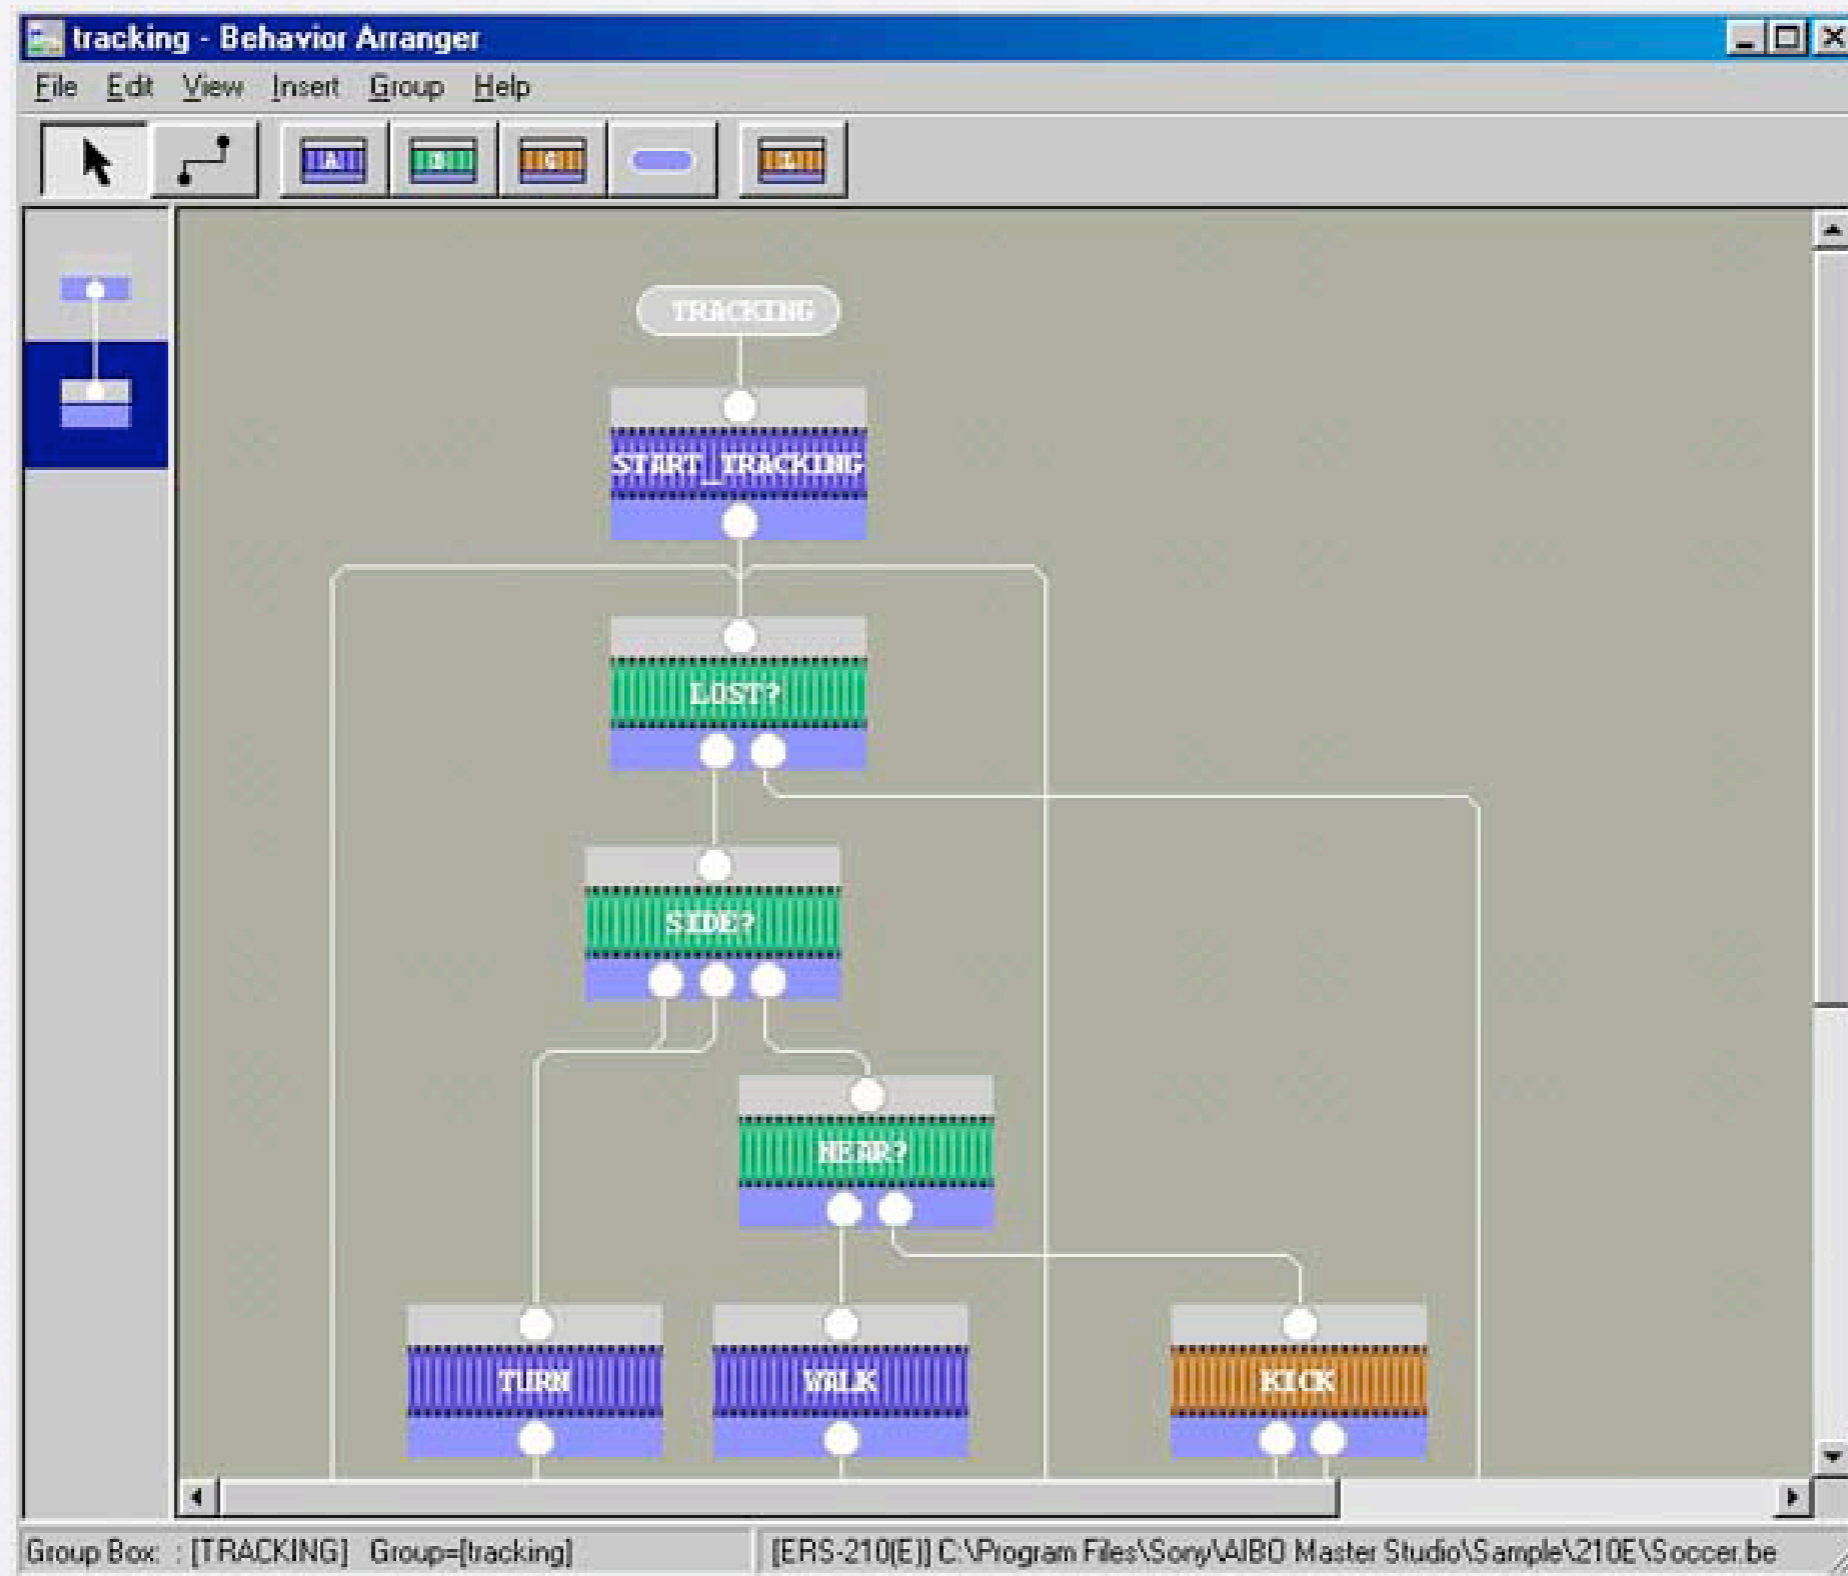 tracking - Behavior Arranger
File Edit View Insert Group Help
A B G L
TRACKING
START_TRACKING
LOST?
SIDE?
NEAR?
TURN WALK KICK
Group Box: : [TRACKING] Group=[tracking] [ERS-210(E)] C:\Program Files\Sony\AIBO Master Studio\Sample\210E\Soccer.be